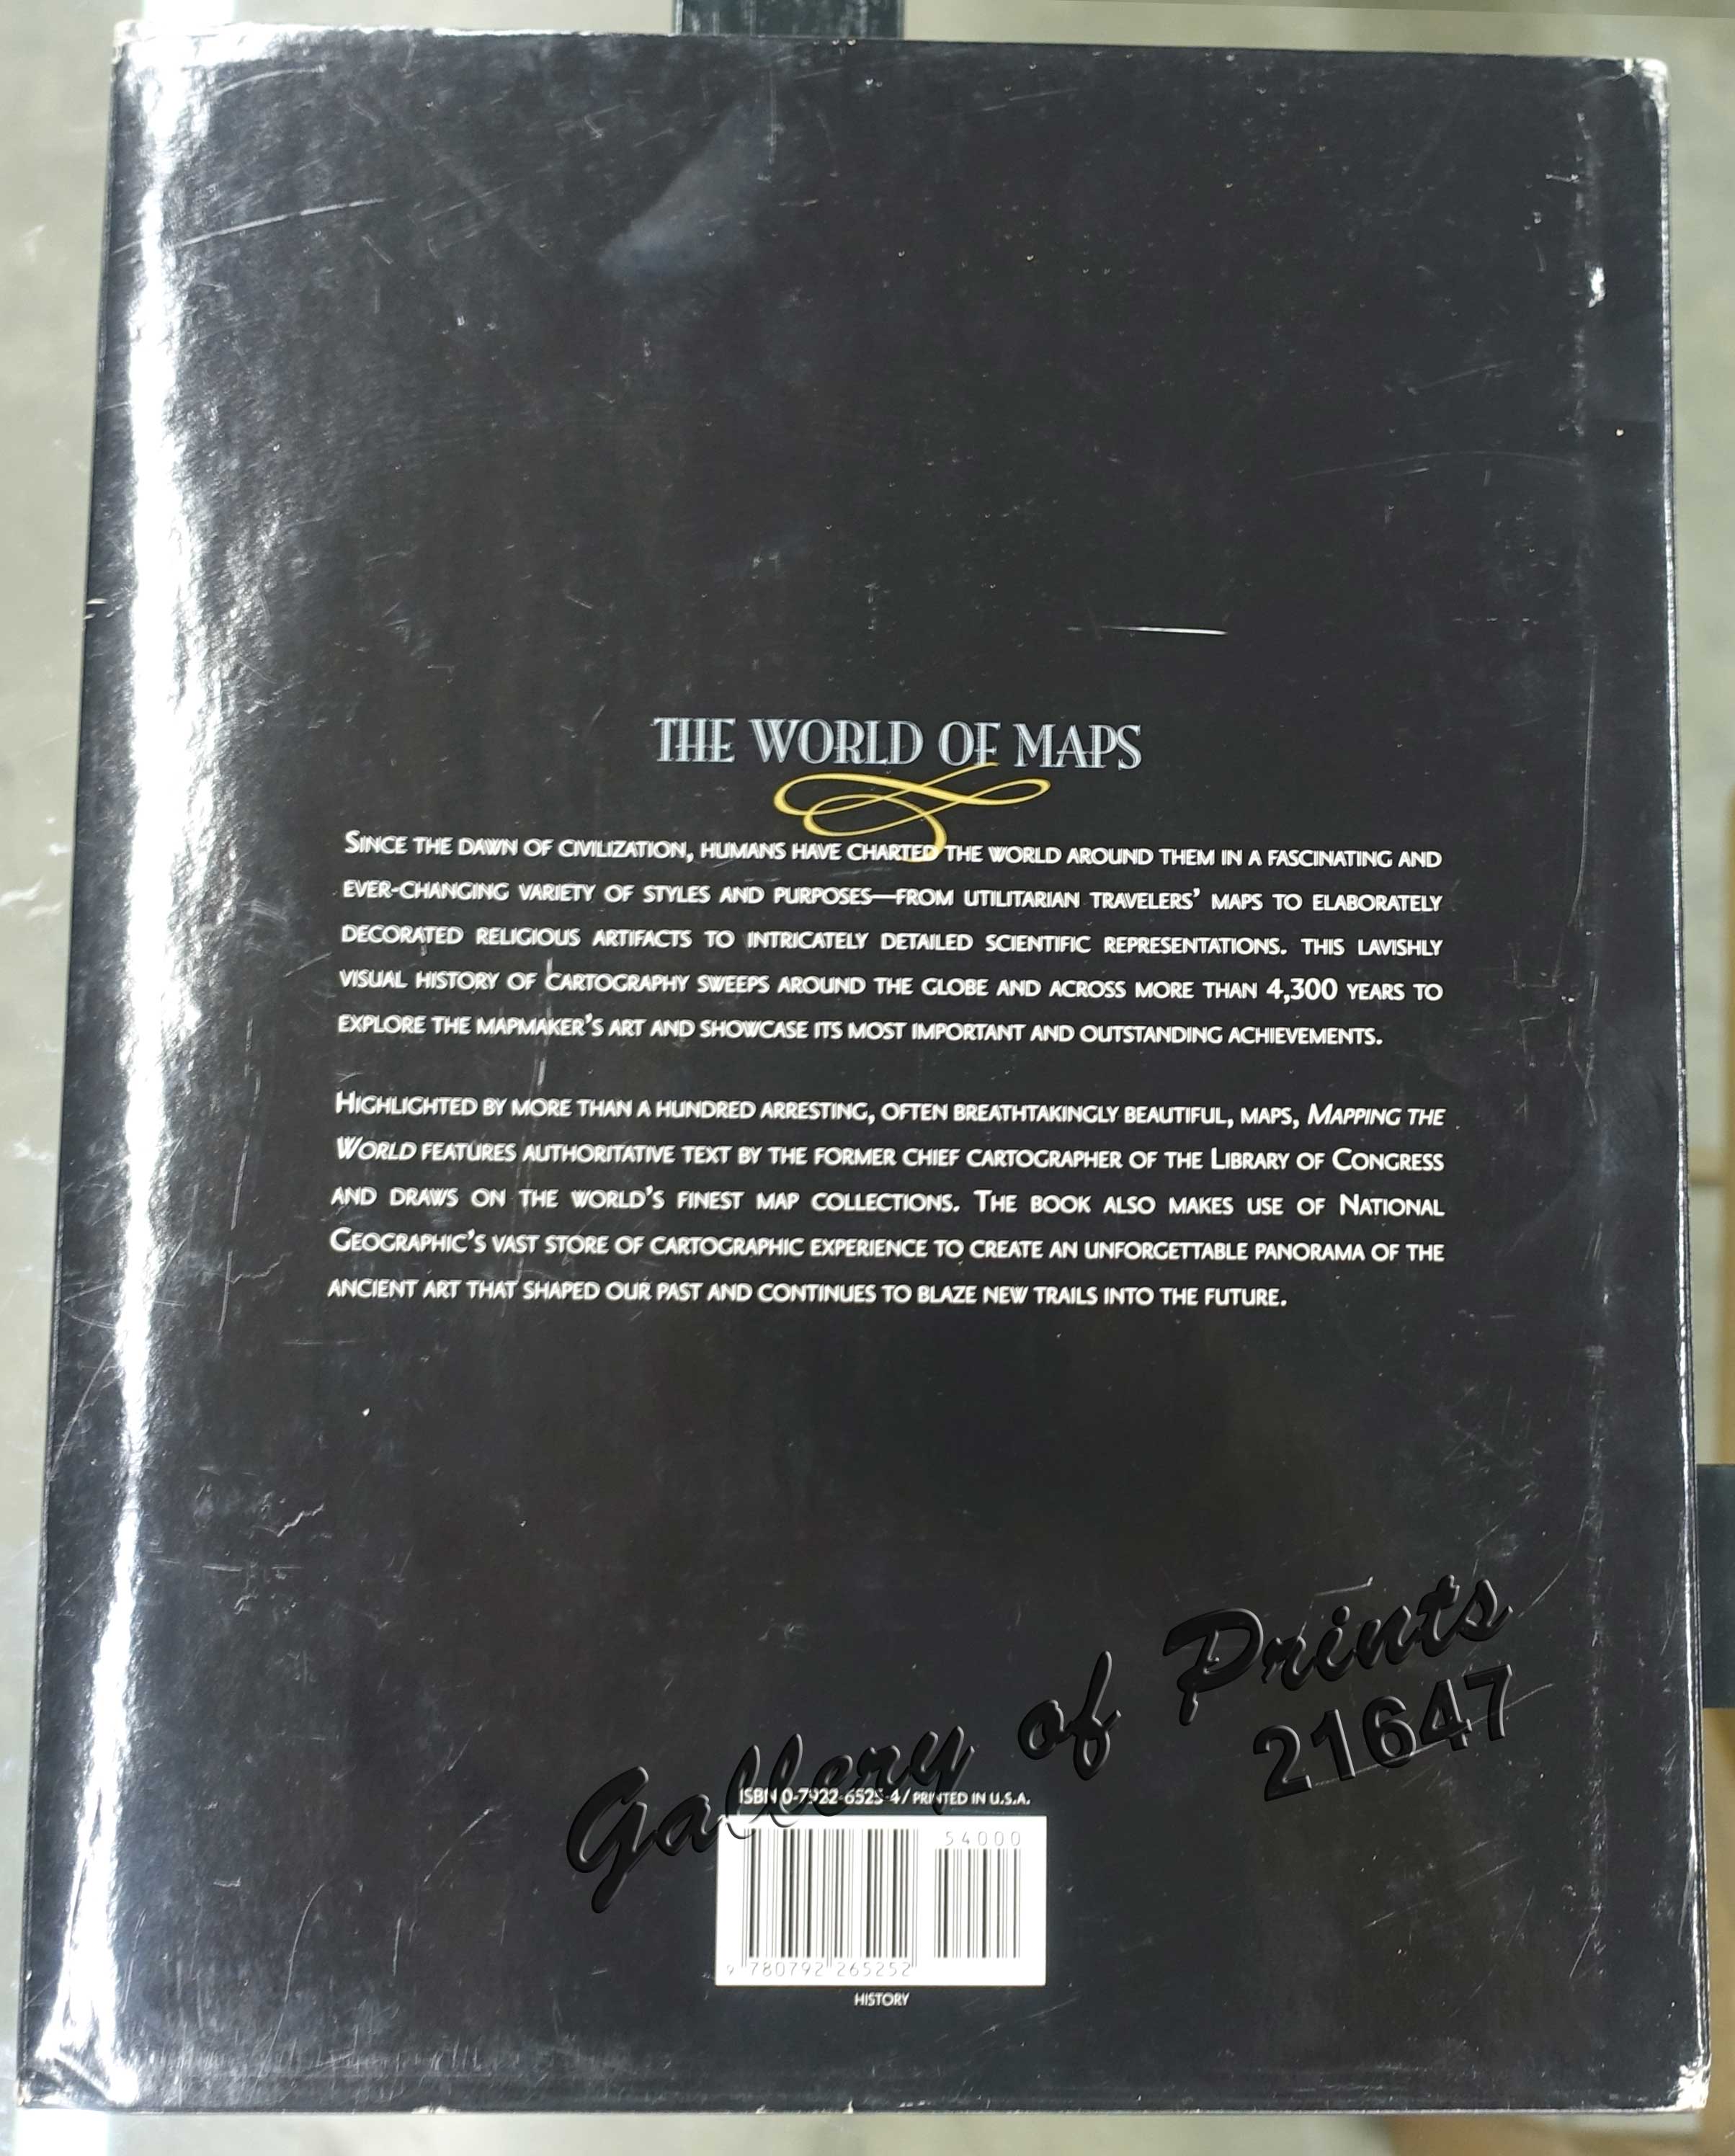 THE WORLD OF MAPS
SINCE THE DAWN OF CIVILIZATION, HUMANS HAVE CHARTED THE WORLD AROUND THEM IN A FASCINATING AND
EVER-CHANGING VARIETY OF STYLES AND PURPOSES—FROM UTILITARIAN TRAVELERS' MAPS TO ELABORATELY
DECORATED RELIGIOUS ARTIFACTS TO INTRICATELY DETAILED SCIENTIFIC REPRESENTATIONS. THIS LAVISHLY
VISUAL HISTORY OF CARTOGRAPHY SWEEPS AROUND THE GLOBE AND ACROSS MORE THAN 4,300 YEARS TO
EXPLORE THE MAPMAKER'S ART AND SHOWCASE ITS MOST IMPORTANT AND OUTSTANDING ACHIEVEMENTS.
HIGHLIGHTED BY MORE THAN A HUNDRED ARRESTING, OFTEN BREATHTAKINGLY BEAUTIFUL, MAPS, MAPPING THE
WORLD FEATURES AUTHORITATIVE TEXT BY THE FORMER CHIEF CARTOGRAPHER OF THE LIBRARY OF CONGRESS
AND DRAWS ON THE WORLD'S FINEST MAP COLLECTIONS. THE BOOK ALSO MAKES USE OF NATIONAL
GEOGRAPHIC'S VAST STORE OF CARTOGRAPHIC EXPERIENCE TO CREATE AN UNFORGETTABLE PANORAMA OF THE
ANCIENT ART THAT SHAPED OUR PAST AND CONTINUES TO BLAZE NEW TRAILS INTO THE FUTURE.
Gallery of Prints
21647
ISBN 0-7922-6525-4 / PRINTED IN U.S.A.
54000
9 780792 265252
HISTORY